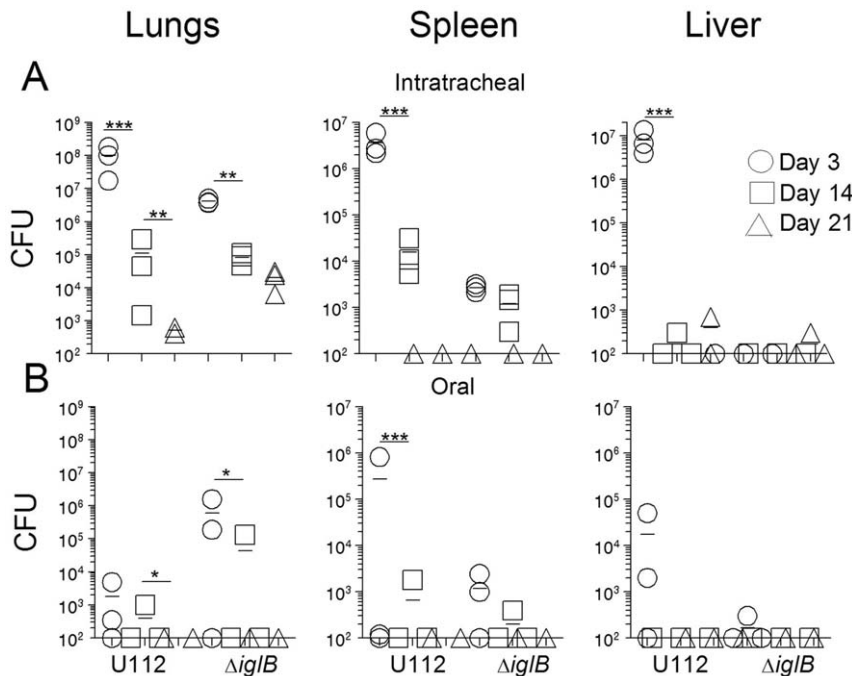 Lungs Spleen Liver
A
Intratracheal
*** ** ** *** ***
CFU
10⁹ 10⁸ 10⁷ 10⁶ 10⁵ 10⁴ 10³ 10²
10⁷ 10⁶ 10⁵ 10⁴ 10³ 10²
10⁷ 10⁶ 10⁵ 10⁴ 10³ 10²
Day 3
Day 14
Day 21
B
Oral
* * ***
CFU
10⁹ 10⁸ 10⁷ 10⁶ 10⁵ 10⁴ 10³ 10²
10⁷ 10⁶ 10⁵ 10⁴ 10³ 10²
10⁷ 10⁶ 10⁵ 10⁴ 10³ 10²
U112 ΔiglB U112 ΔiglB U112 ΔiglB